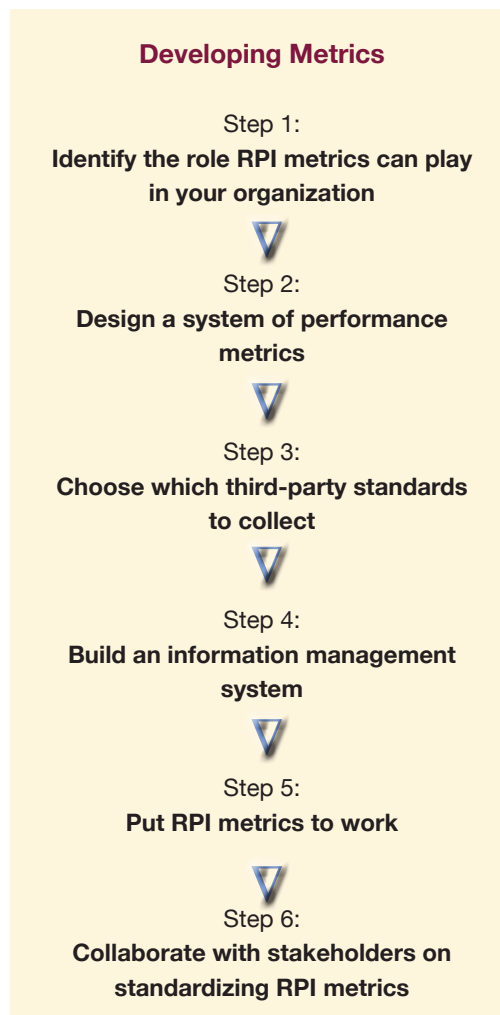 Developing Metrics
Step 1:
Identify the role RPI metrics can play
in your organization
Step 2:
Design a system of performance
metrics
Step 3:
Choose which third-party standards
to collect
Step 4:
Build an information management
system
Step 5:
Put RPI metrics to work
Step 6:
Collaborate with stakeholders on
standardizing RPI metrics